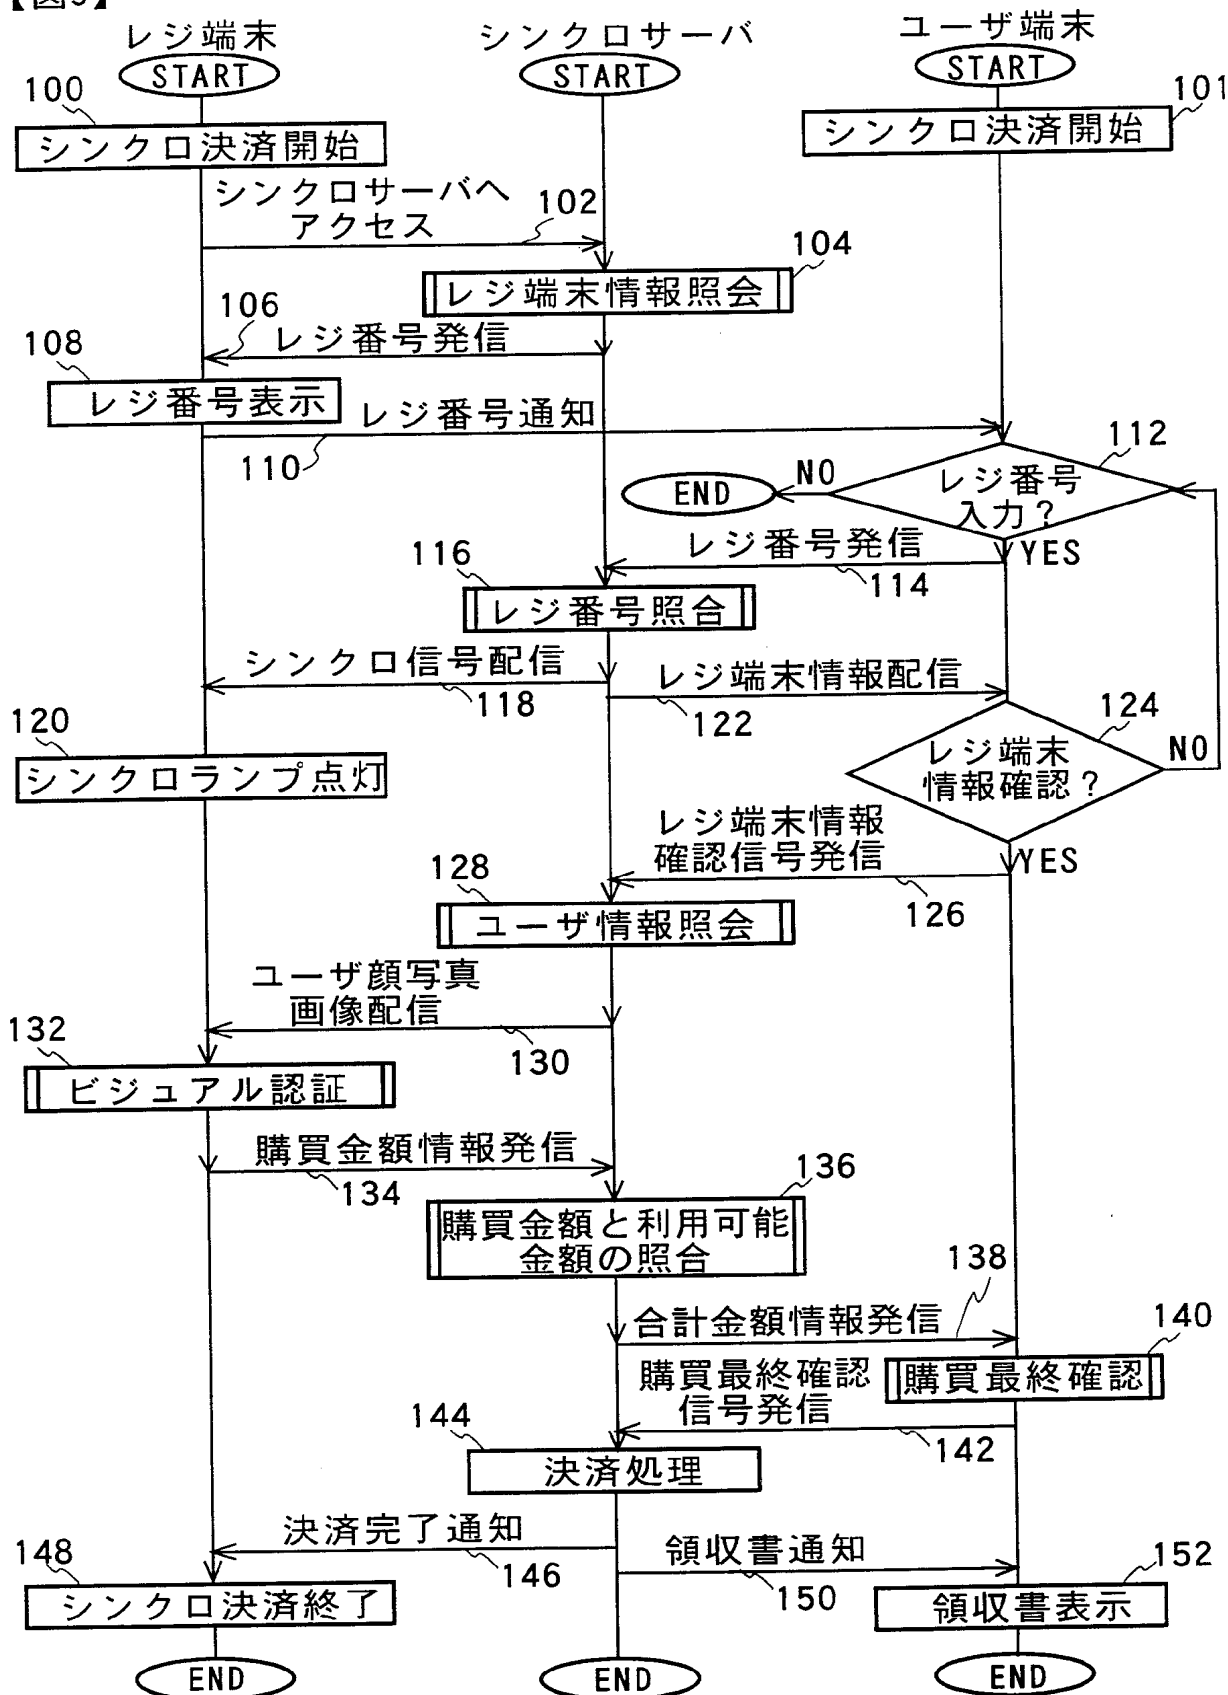 レジ端末
シンクロサーバ
ユーザ端末
START
START
START
100
101
シンクロ決済開始
シンクロ決済開始
シンクロサーバへ
アクセス
102
104
レジ端末情報照会
106
レジ番号発信
108
レジ番号表示
レジ番号通知
110
112
レジ番号
入力?
NO
END
YES
レジ番号発信
114
116
レジ番号照合
シンクロ信号配信
118
レジ端末情報配信
122
120
シンクロランプ点灯
124
レジ端末
情報確認?
NO
YES
レジ端末情報
確認信号発信
126
128
ユーザ情報照会
ユーザ顔写真
画像配信
130
132
ビジュアル認証
購買金額情報発信
134
136
購買金額と利用可能
金額の照合
138
合計金額情報発信
140
購買最終確認
購買最終確認
信号発信
142
144
決済処理
決済完了通知
146
148
シンクロ決済終了
領収書通知
150
152
領収書表示
END
END
END